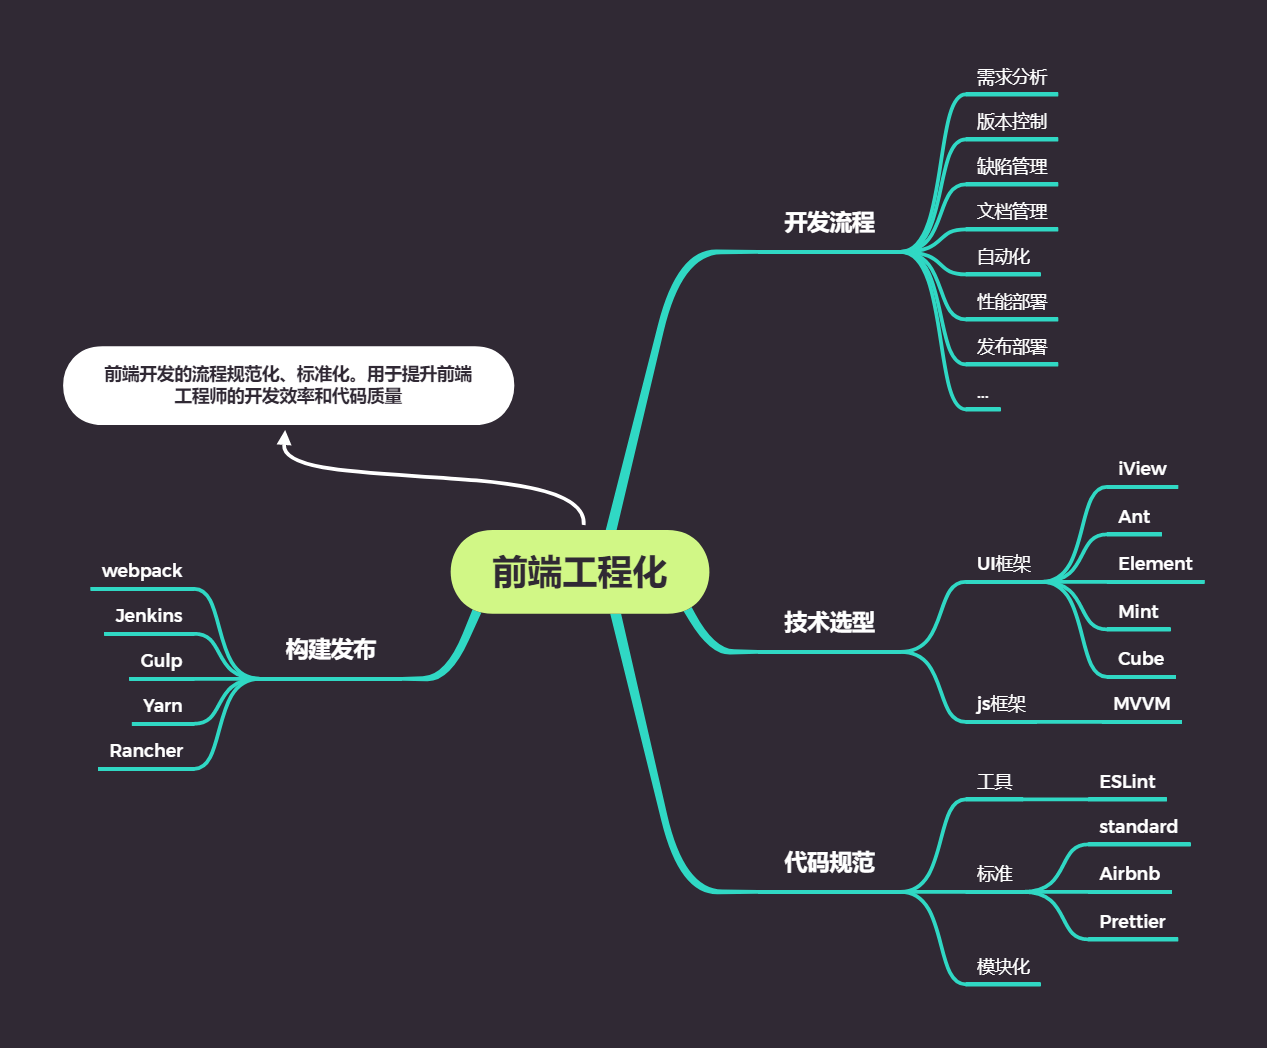 前端工程化
前端开发的流程规范化、标准化。用于提升前端
工程师的开发效率和代码质量
开发流程
需求分析
版本控制
缺陷管理
文档管理
自动化
性能部署
发布部署
...
技术选型
UI框架
iView
Ant
Element
Mint
Cube
js框架
MVVM
代码规范
工具
ESLint
标准
standard
Airbnb
Prettier
模块化
构建发布
webpack
Jenkins
Gulp
Yarn
Rancher